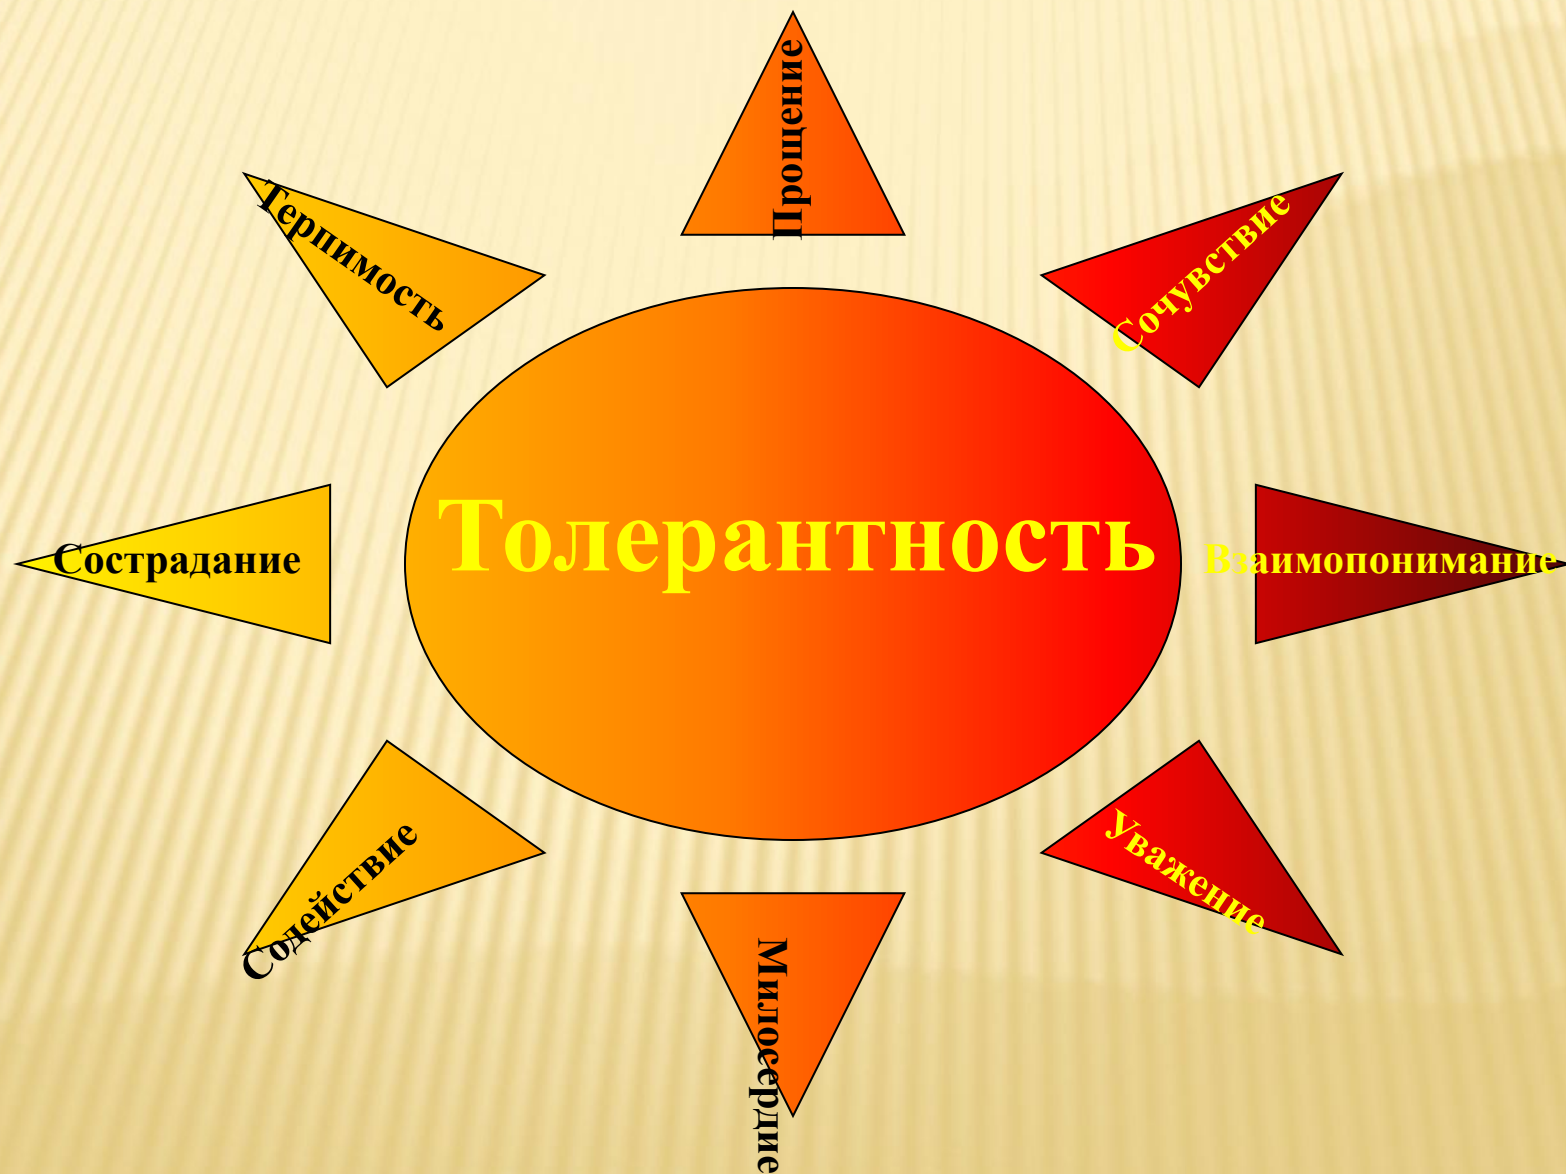 Прощение
Терпимость
Сочувствие
Толерантность
Сострадание
Взаимопонимание
Содействие
Уважение
Милосердие